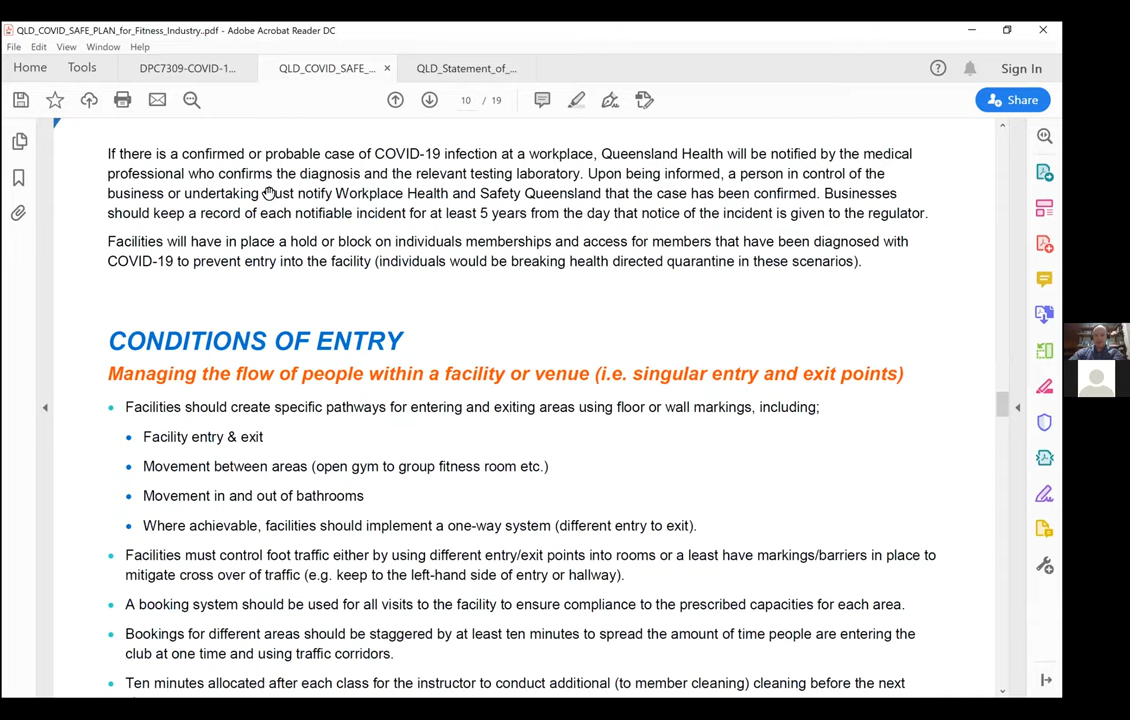 QLD_COVID_SAFE_PLAN_for_Fitness_Industry..pdf - Adobe Acrobat Reader DC
File Edit View Window Help
Home Tools DPC7309-COVID-1... QLD_COVID_SAFE_... × QLD_Statement_of_... Sign In
10 / 19 Share
If there is a confirmed or probable case of COVID-19 infection at a workplace, Queensland Health will be notified by the medical
professional who confirms the diagnosis and the relevant testing laboratory. Upon being informed, a person in control of the
business or undertaking must notify Workplace Health and Safety Queensland that the case has been confirmed. Businesses
should keep a record of each notifiable incident for at least 5 years from the day that notice of the incident is given to the regulator.
Facilities will have in place a hold or block on individuals memberships and access for members that have been diagnosed with
COVID-19 to prevent entry into the facility (individuals would be breaking health directed quarantine in these scenarios).
CONDITIONS OF ENTRY
Managing the flow of people within a facility or venue (i.e. singular entry and exit points)
• Facilities should create specific pathways for entering and exiting areas using floor or wall markings, including;
• Facility entry & exit
• Movement between areas (open gym to group fitness room etc.)
• Movement in and out of bathrooms
• Where achievable, facilities should implement a one-way system (different entry to exit).
• Facilities must control foot traffic either by using different entry/exit points into rooms or a least have markings/barriers in place to
mitigate cross over of traffic (e.g. keep to the left-hand side of entry or hallway).
• A booking system should be used for all visits to the facility to ensure compliance to the prescribed capacities for each area.
• Bookings for different areas should be staggered by at least ten minutes to spread the amount of time people are entering the
club at one time and using traffic corridors.
• Ten minutes allocated after each class for the instructor to conduct additional (to member cleaning) cleaning before the next